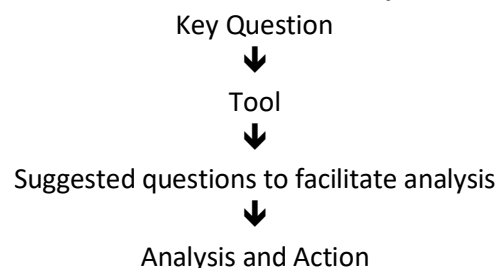 Key Question
🡻
Tool
🡻
Suggested questions to facilitate analysis
🡻
Analysis and Action